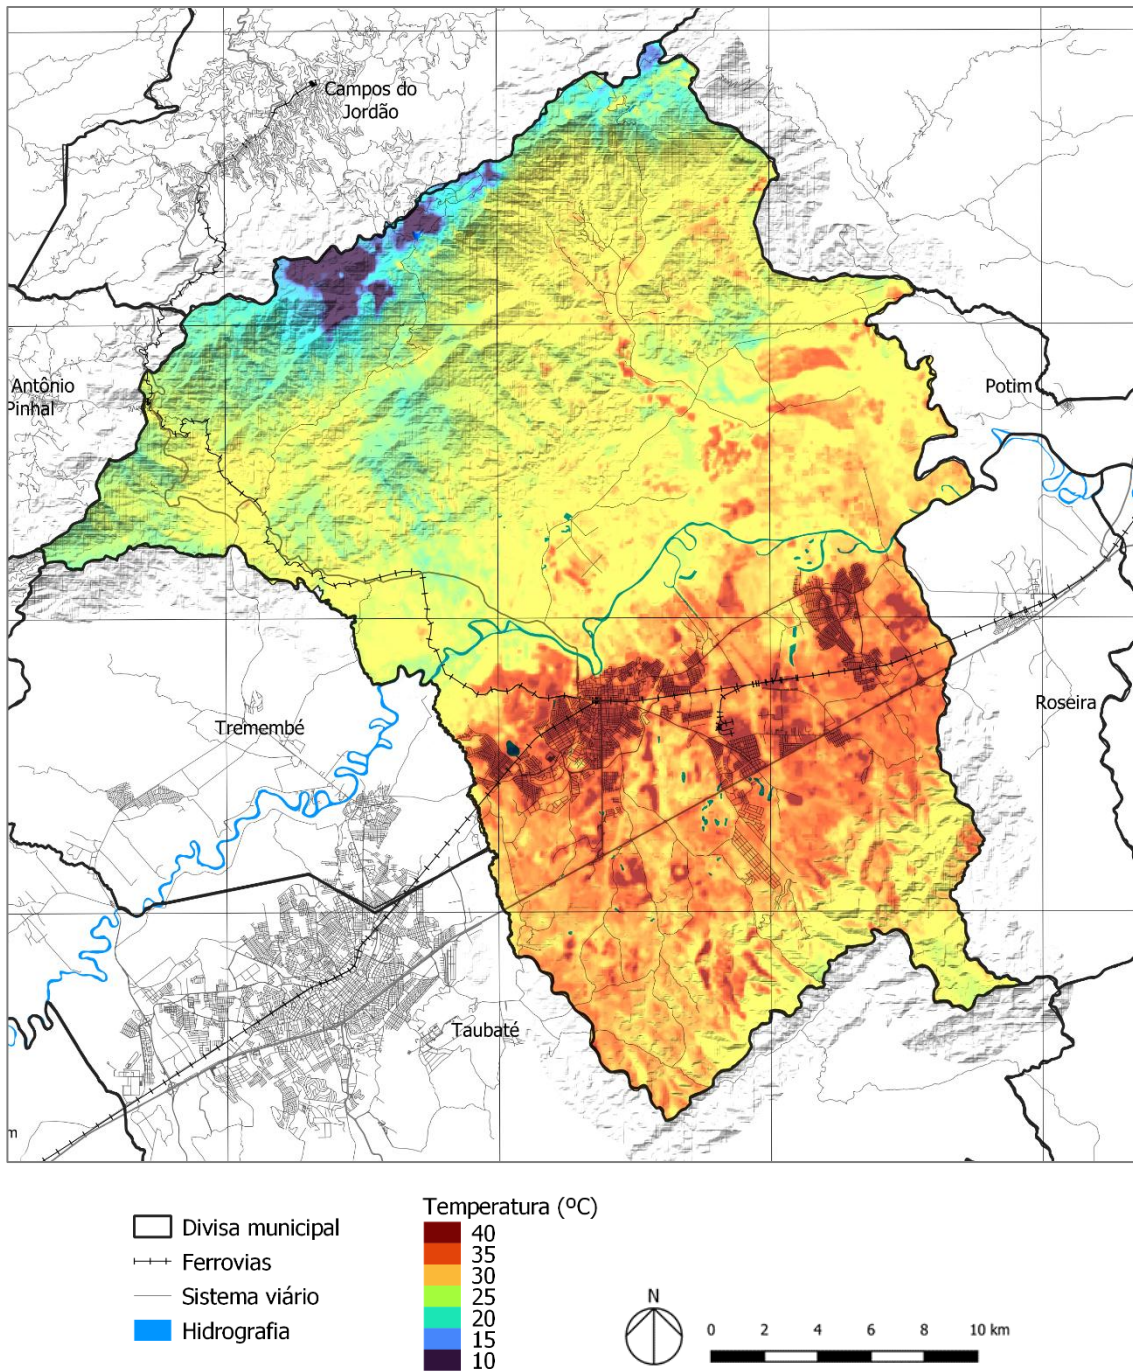 Campos do
Jordão
Antônio
Pinhal
Potim
Roseira
Tremembé
Taubaté
m
Temperatura (ºC)
40
35
30
25
20
15
10
Divisa municipal
Ferrovias
Sistema viário
Hidrografia
N
0 2 4 6 8 10 km